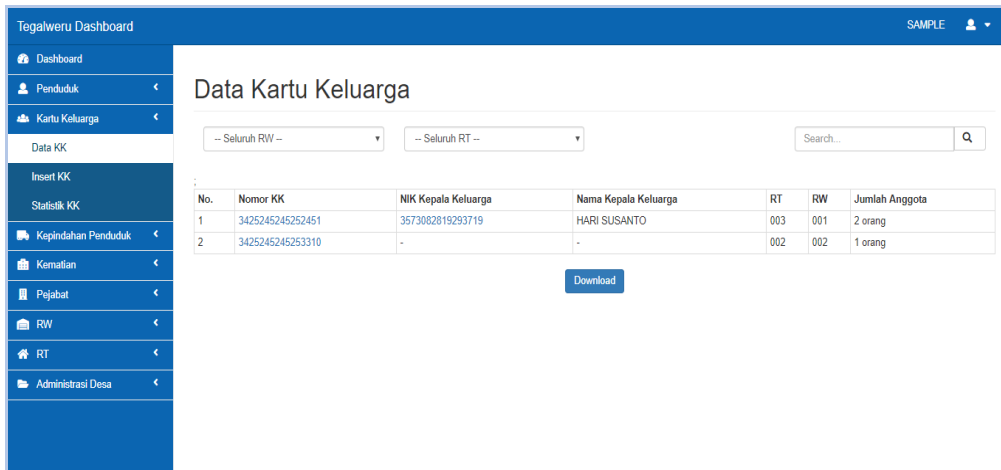 Tegalweru Dashboard
SAMPLE
Dashboard
Penduduk
Kartu Keluarga
Data KK
Insert KK
Statistik KK
Kepindahan Penduduk
Kematian
Pejabat
RW
RT
Administrasi Desa
Data Kartu Keluarga
-- Seluruh RW -- -- Seluruh RT -- Search...
;
No. Nomor KK NIK Kepala Keluarga Nama Kepala Keluarga RT RW Jumlah Anggota
1 3425245245252451 3573082819293719 HARI SUSANTO 003 001 2 orang
2 3425245245253310 - - 002 002 1 orang
Download